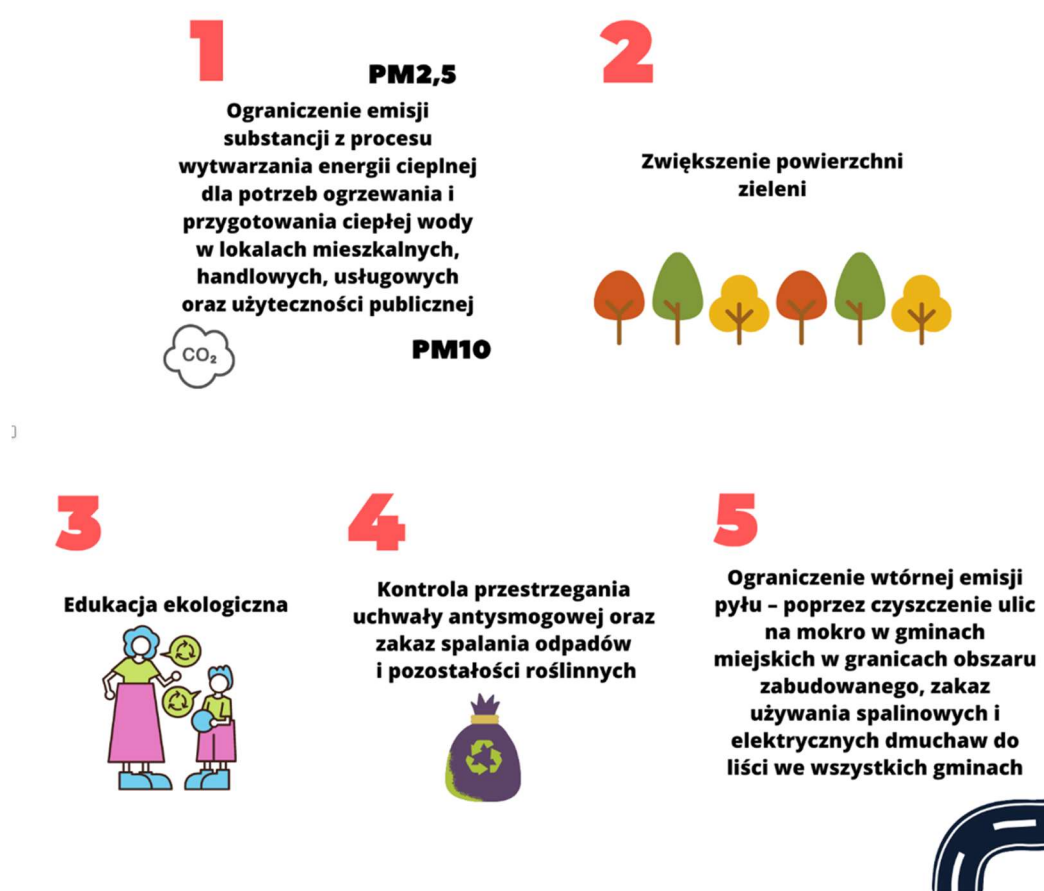 1
PM2,5
Ograniczenie emisji
substancji z procesu
wytwarzania energii cieplnej
dla potrzeb ogrzewania i
przygotowania ciepłej wody
w lokalach mieszkalnych,
handlowych, usługowych
oraz użyteczności publicznej
CO₂
PM10
2
Zwiększenie powierzchni
zieleni
3
Edukacja ekologiczna
4
Kontrola przestrzegania
uchwały antysmogowej oraz
zakaz spalania odpadów
i pozostałości roślinnych
5
Ograniczenie wtórnej emisji
pyłu – poprzez czyszczenie ulic
na mokro w gminach
miejskich w granicach obszaru
zabudowanego, zakaz
używania spalinowych i
elektrycznych dmuchaw do
liści we wszystkich gminach